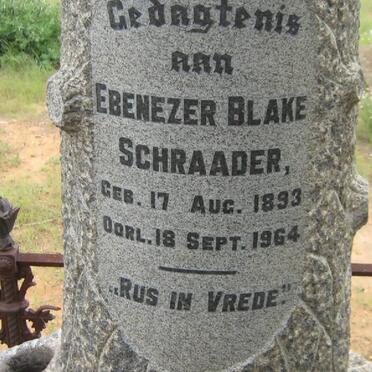 Gedagtenis
aan
EBENEZER BLAKE
SCHRAADER,
GEB. 17 AUG. 1893
OORL. 18 SEPT. 1964
„RUS IN VREDE."